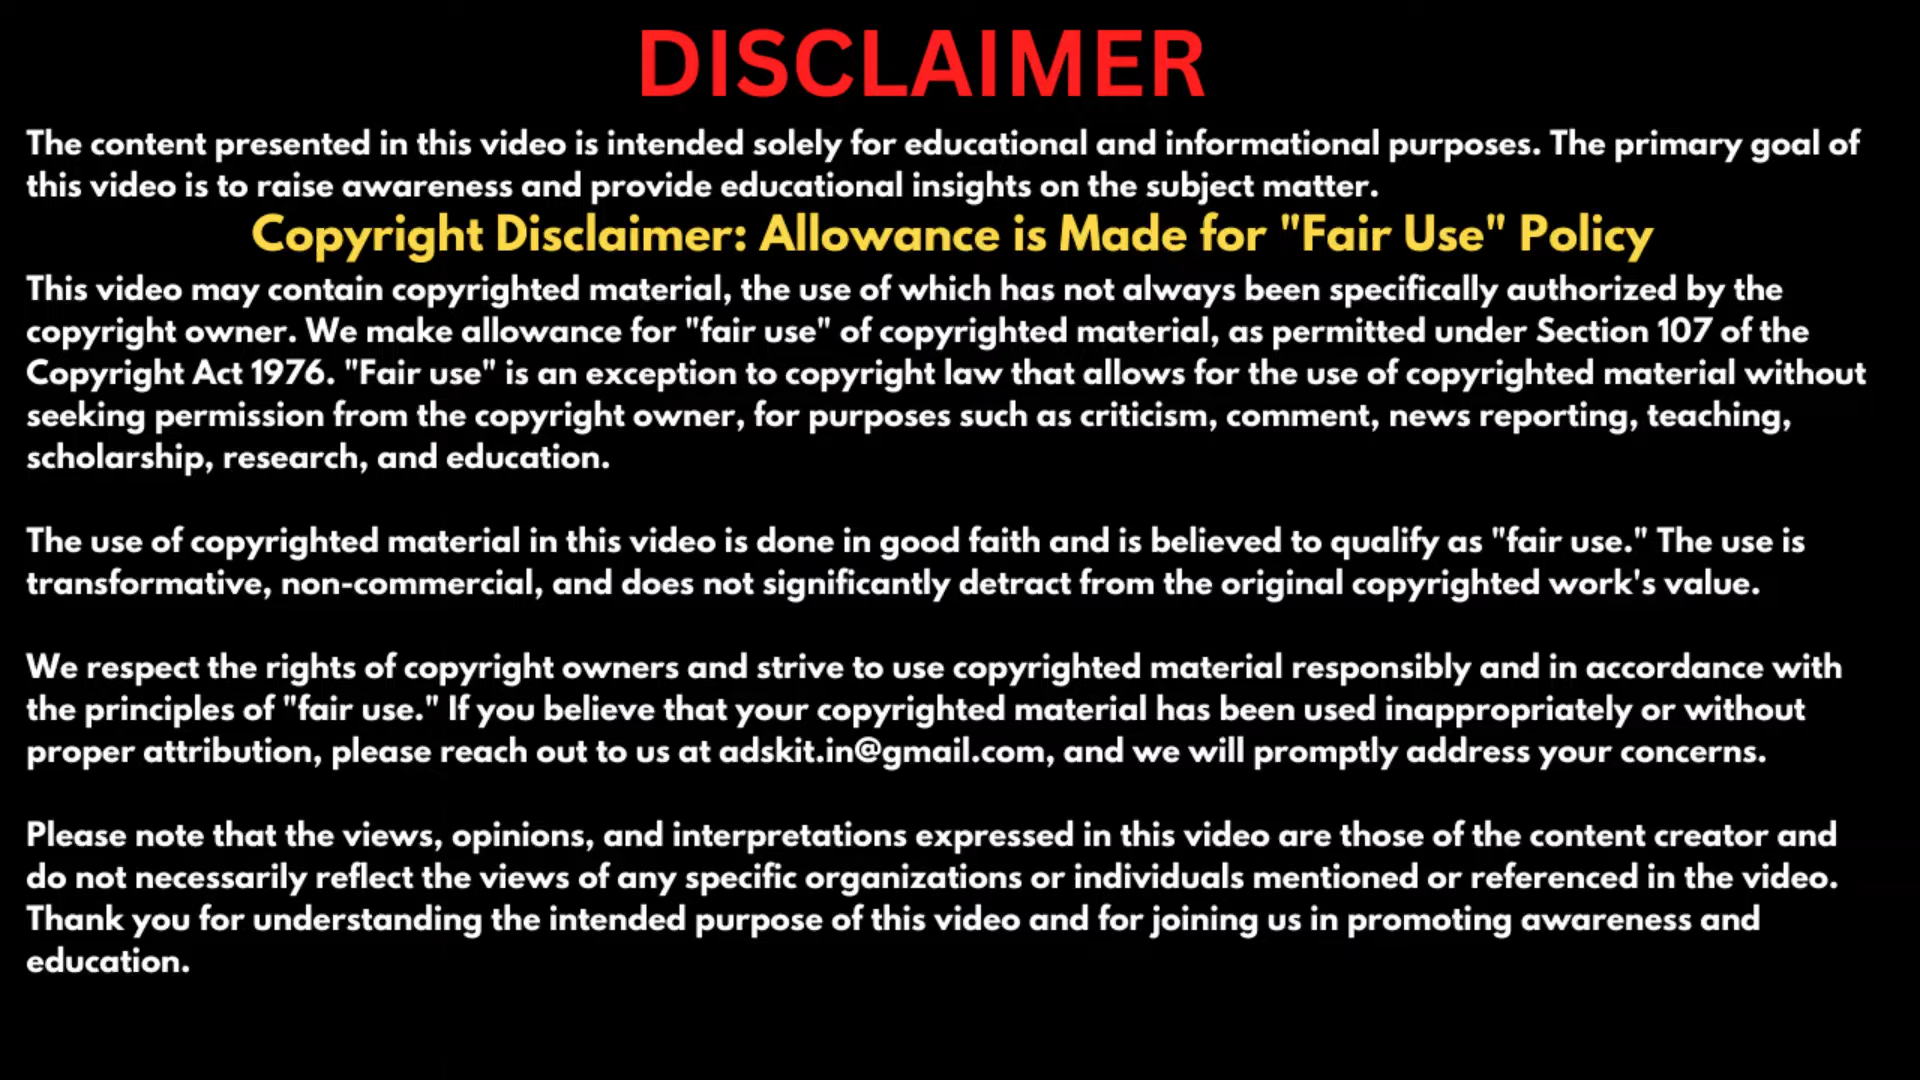 DISCLAIMER
The content presented in this video is intended solely for educational and informational purposes. The primary goal of
this video is to raise awareness and provide educational insights on the subject matter.
Copyright Disclaimer: Allowance is Made for "Fair Use" Policy
This video may contain copyrighted material, the use of which has not always been specifically authorized by the
copyright owner. We make allowance for "fair use" of copyrighted material, as permitted under Section 107 of the
Copyright Act 1976. "Fair use" is an exception to copyright law that allows for the use of copyrighted material without
seeking permission from the copyright owner, for purposes such as criticism, comment, news reporting, teaching,
scholarship, research, and education.
The use of copyrighted material in this video is done in good faith and is believed to qualify as "fair use." The use is
transformative, non-commercial, and does not significantly detract from the original copyrighted work's value.
We respect the rights of copyright owners and strive to use copyrighted material responsibly and in accordance with
the principles of "fair use." If you believe that your copyrighted material has been used inappropriately or without
proper attribution, please reach out to us at adskit.in@gmail.com, and we will promptly address your concerns.
Please note that the views, opinions, and interpretations expressed in this video are those of the content creator and
do not necessarily reflect the views of any specific organizations or individuals mentioned or referenced in the video.
Thank you for understanding the intended purpose of this video and for joining us in promoting awareness and
education.